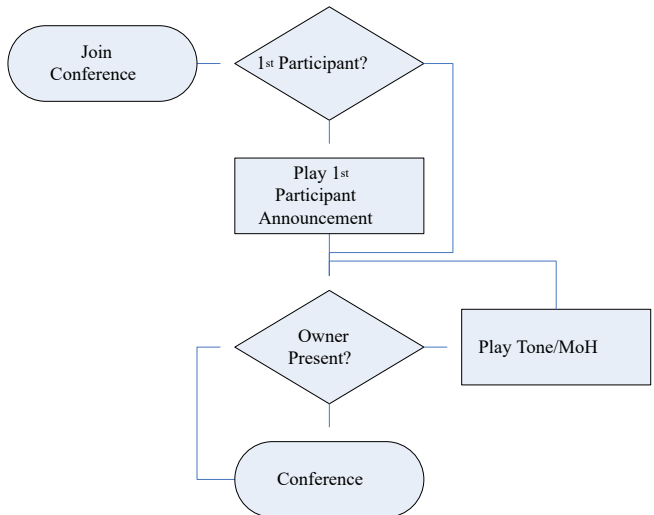 Join
Conference
1st Participant?
Play 1st
Participant
Announcement
Owner
Present?
Play Tone/MoH
Conference